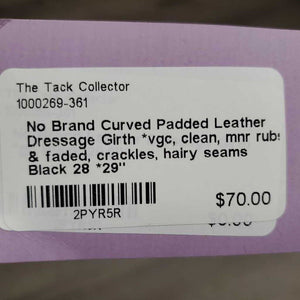 The Tack Collector
1000269-361
No Brand Curved Padded Leather
Dressage Girth *vgc, clean, mnr rubs
& faded, crackles, hairy seams
Black 28 *29"
2PYR5R
$70.00